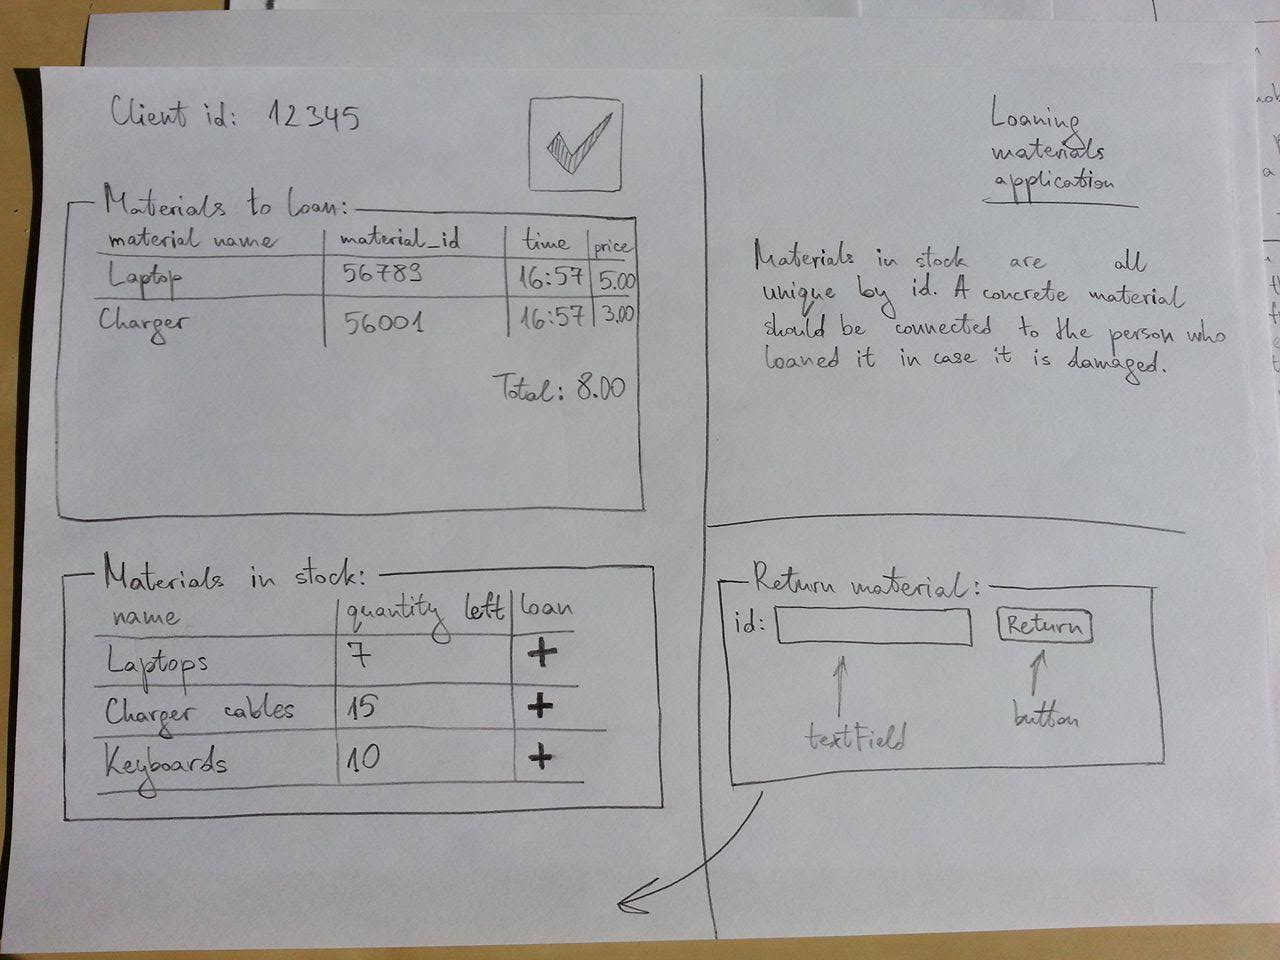 Client id: 12345
Materials to loan:
material name material_id time price
Laptop 56789 16:57 5.00
Charger 56001 16:57 3.00
Total: 8.00
Materials in stock:
name quantity left loan
Laptops 7 +
Charger cables 15 +
Keyboards 10 +
Loaning
materials
application
Materials in stock are all
unique by id. A concrete material
should be connected to the person who
loaned it in case it is damaged.
Return material:
id: Return
textField button